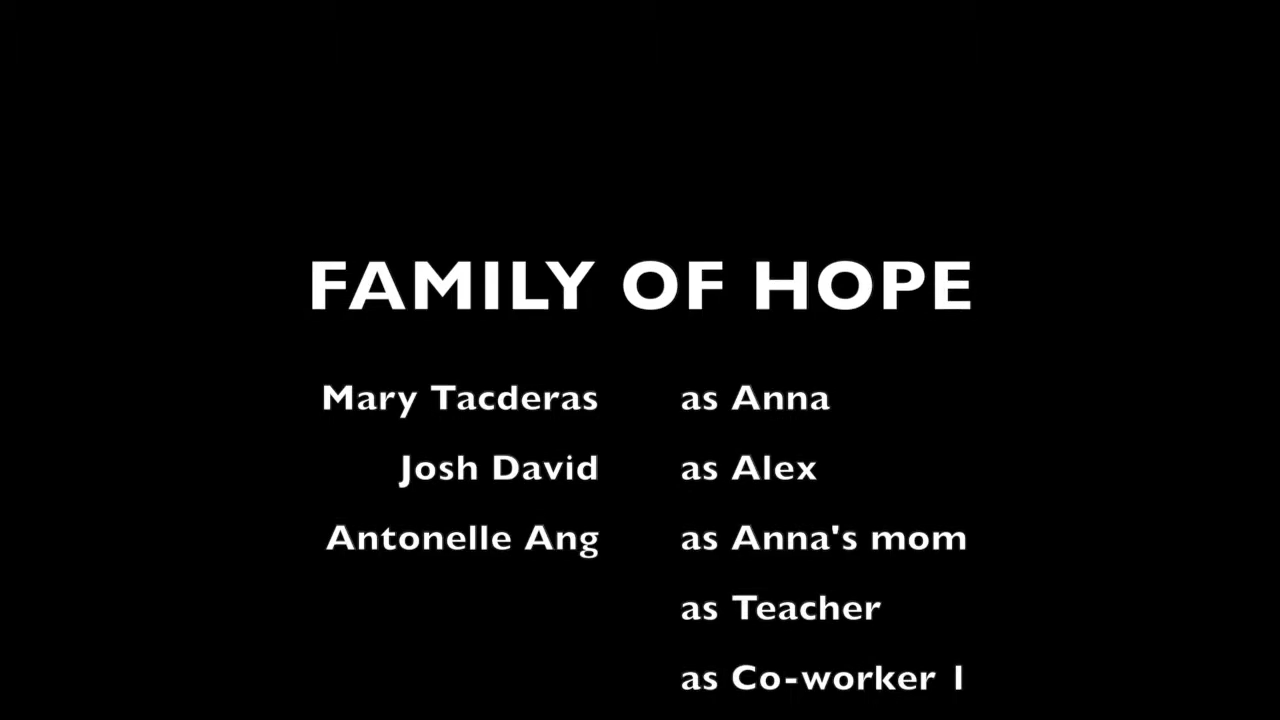 FAMILY OF HOPE
Mary Tacderas as Anna
Josh David as Alex
Antonelle Ang as Anna's mom
as Teacher
as Co-worker 1